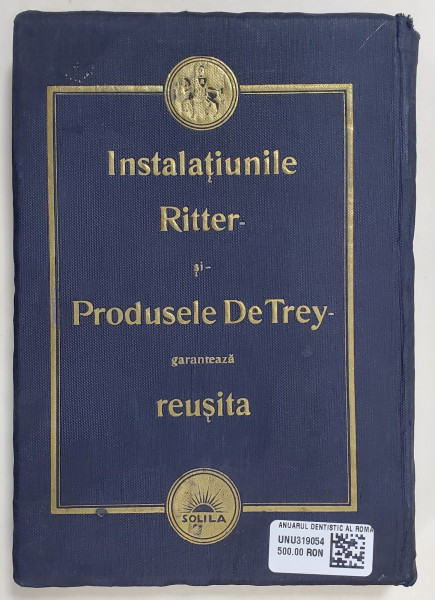 Instalațiunile
Ritter-
și-
Produsele De Trey-
garantează
reușita
SOLILA
ANUARUL DENTISTIC AL ROMA
UNU319054
500.00 RON